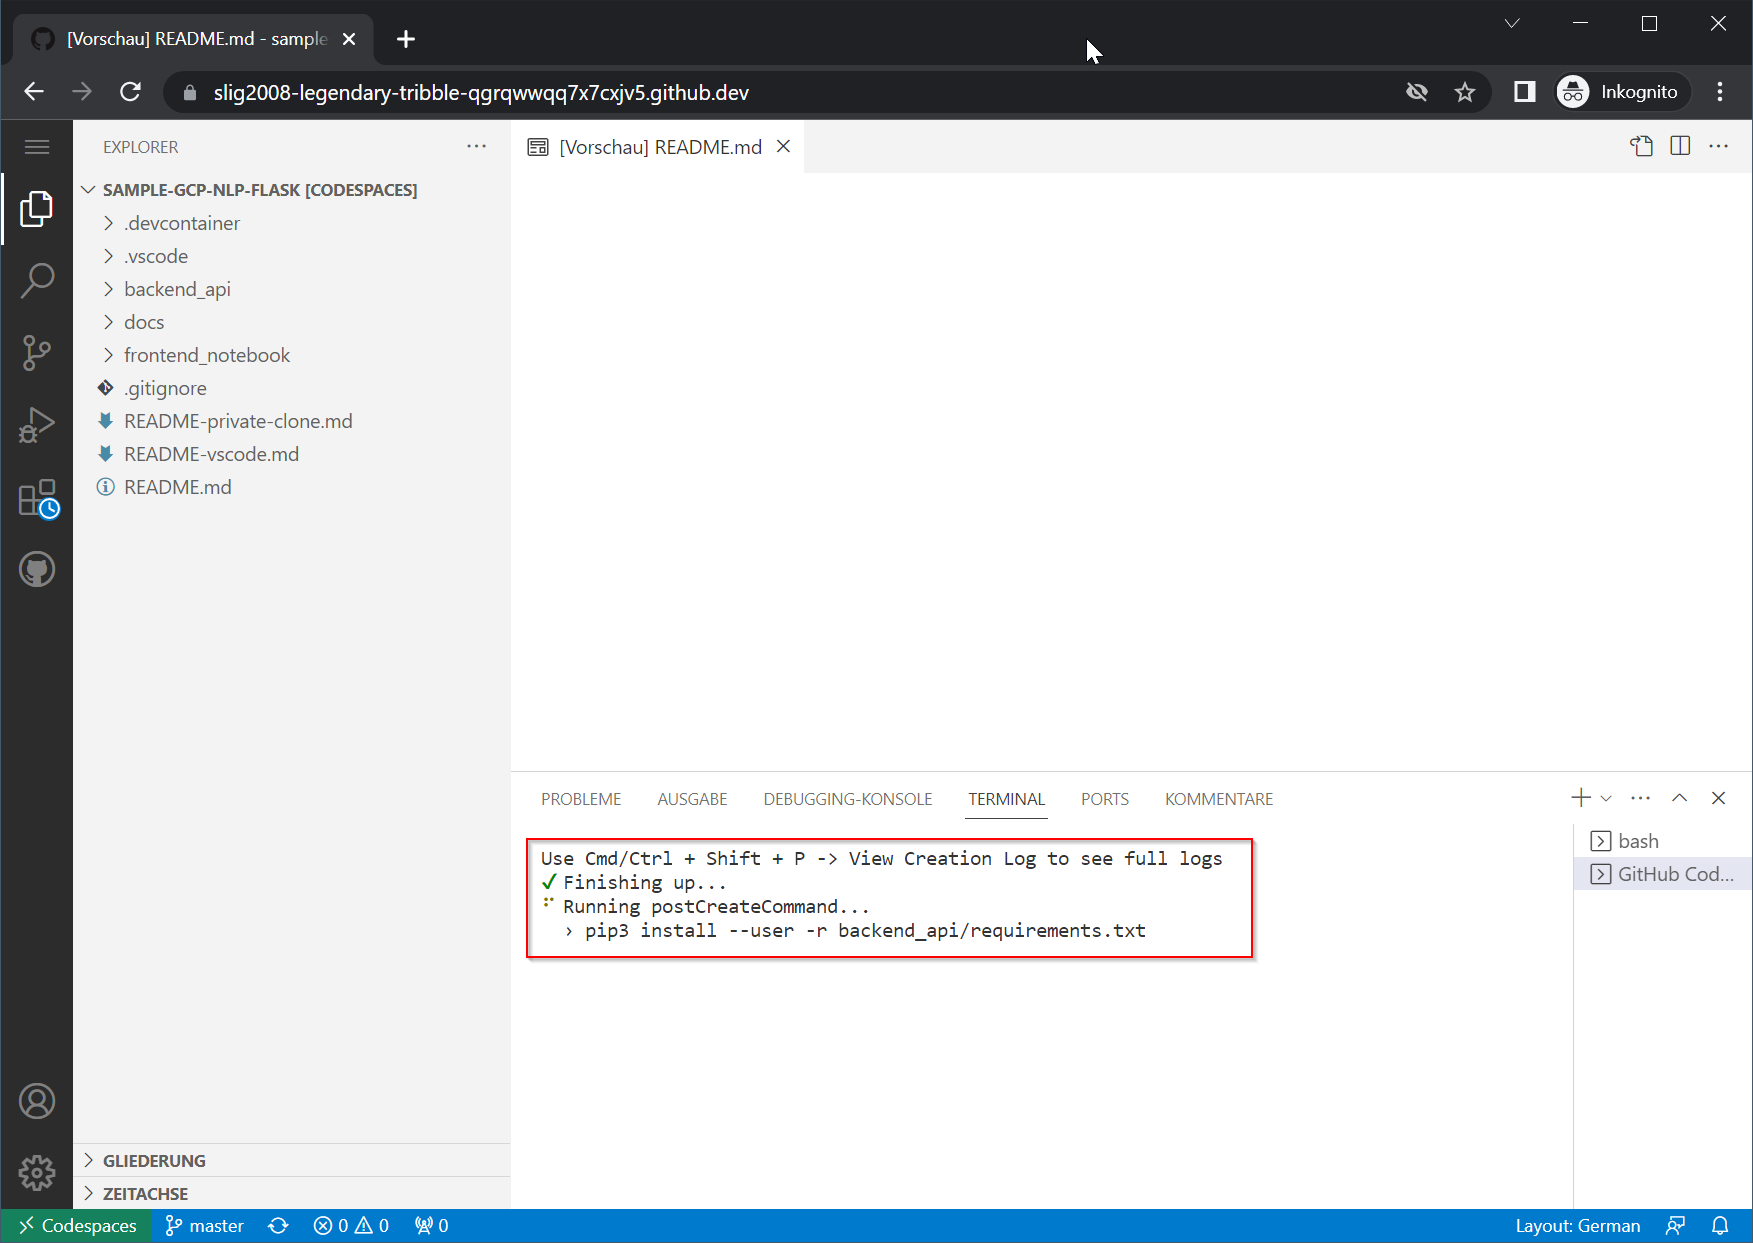 [Vorschau] README.md - sample
slig2008-legendary-tribble-qgrqwwqq7x7cxjv5.github.dev
Inkognito
EXPLORER
SAMPLE-GCP-NLP-FLASK [CODESPACES]
.devcontainer
.vscode
backend_api
docs
frontend_notebook
.gitignore
README-private-clone.md
README-vscode.md
README.md
GLIEDERUNG
ZEITACHSE
[Vorschau] README.md
PROBLEME AUSGABE DEBUGGING-KONSOLE TERMINAL PORTS KOMMENTARE
Use Cmd/Ctrl + Shift + P -> View Creation Log to see full logs
✓ Finishing up...
Running postCreateCommand...
› pip3 install --user -r backend_api/requirements.txt
bash
GitHub Cod...
Codespaces master 0 0 0 Layout: German